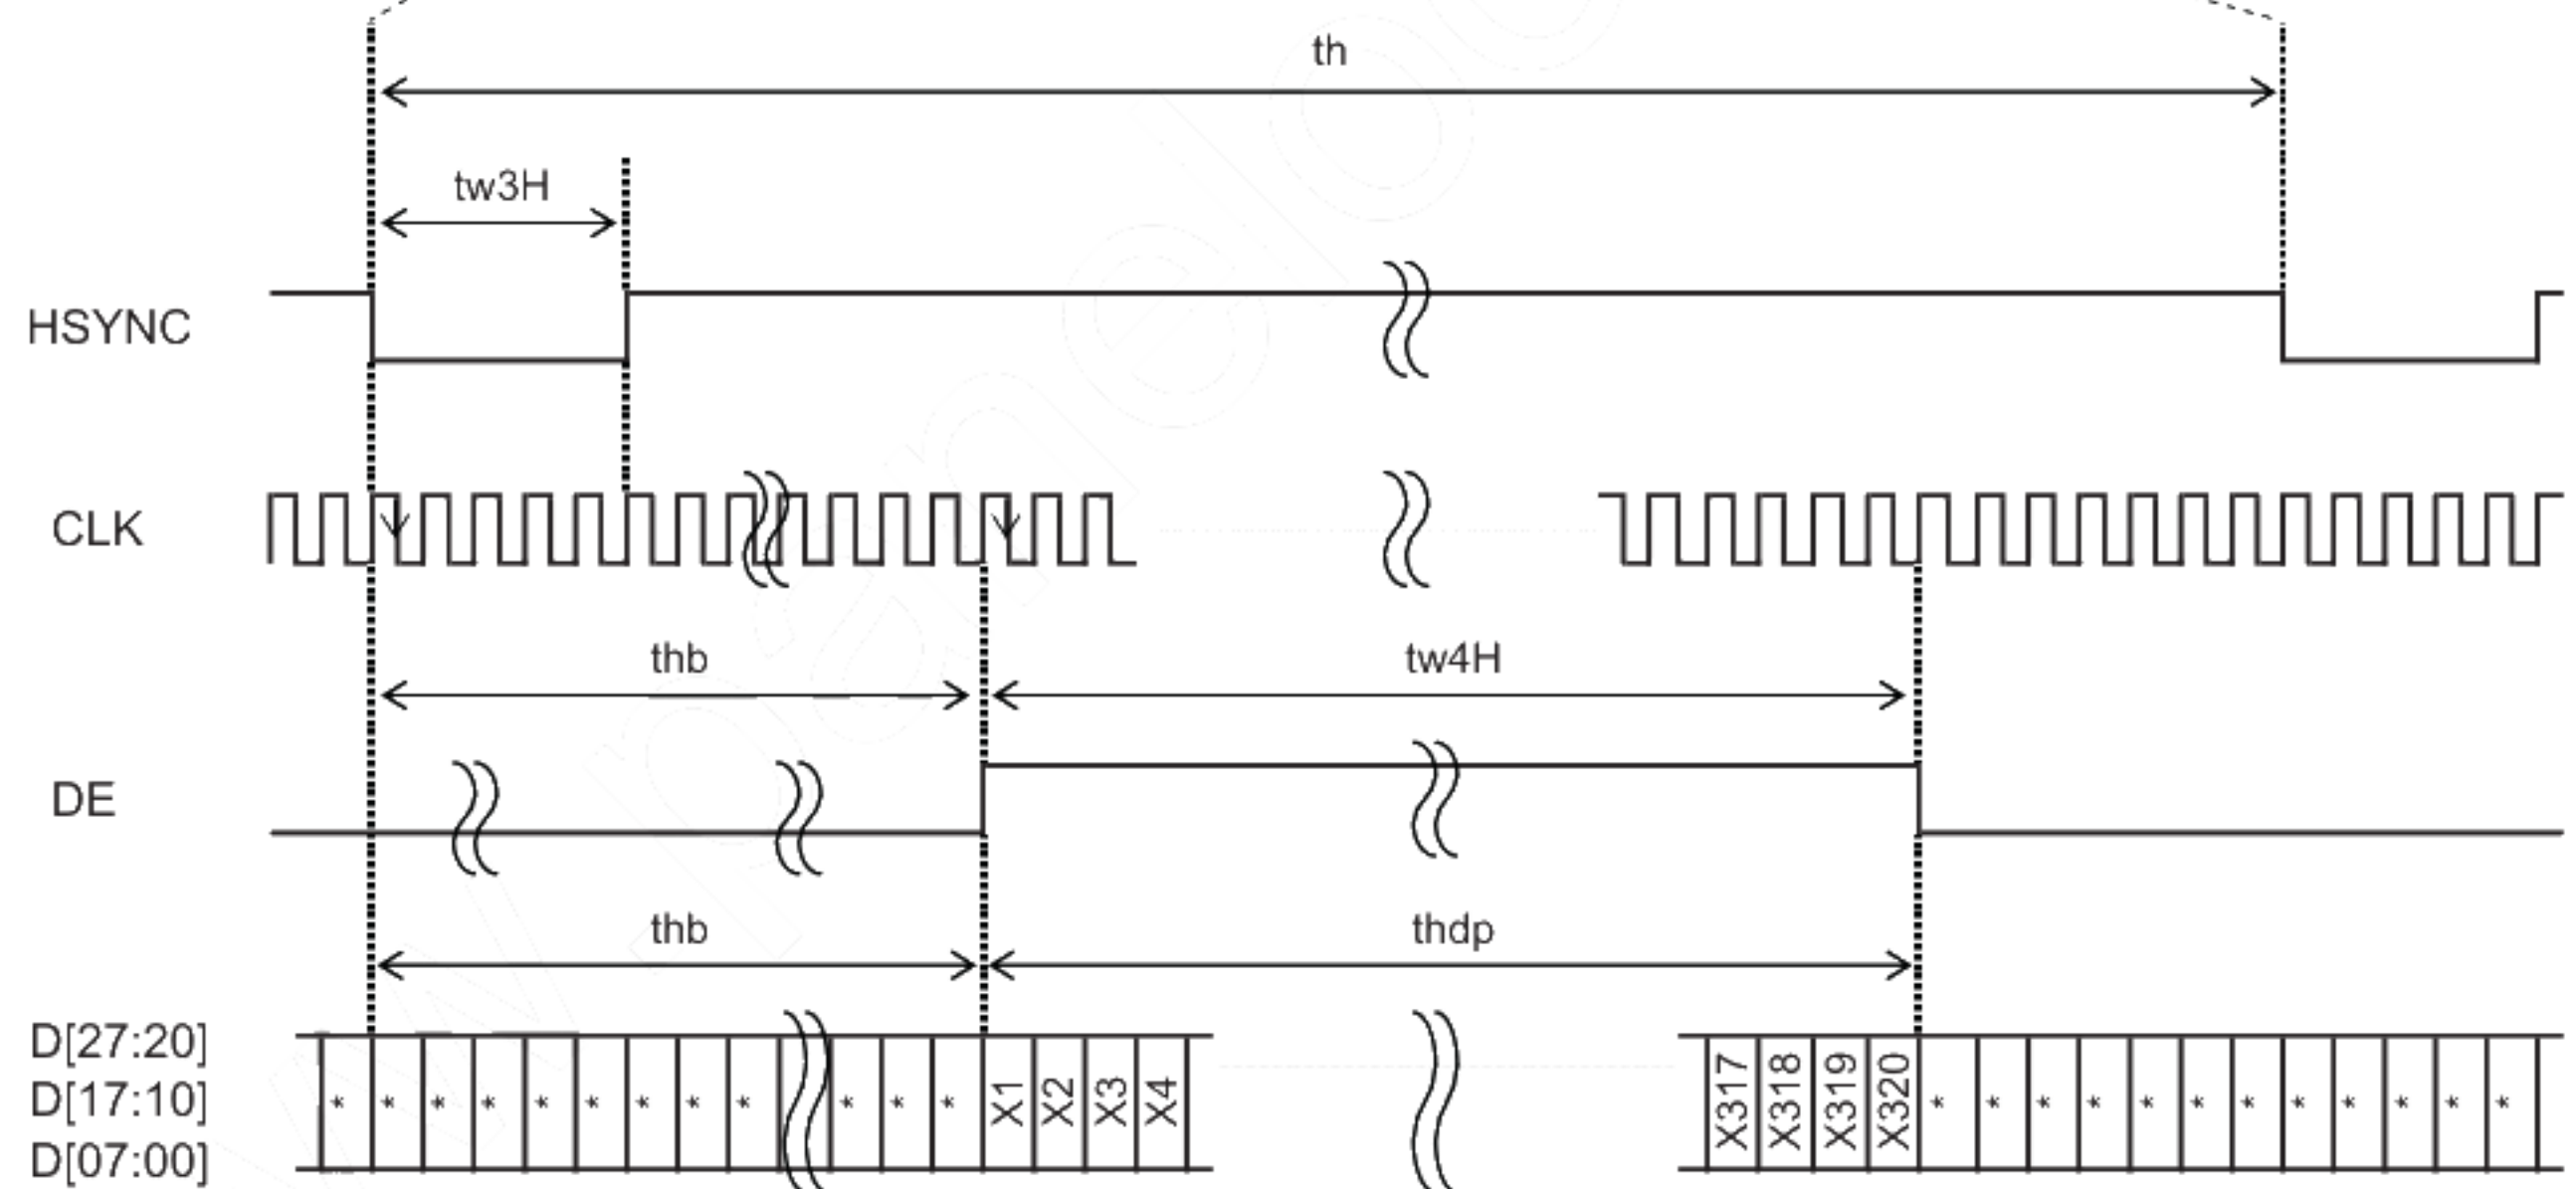 th
tw3H
HSYNC
CLK
thb tw4H
DE
thb thdp
D[27:20]
D[17:10] * * * * * * * * * * * * X1 X2 X3 X4 X317 X318 X319 X320 * * * * * * * * * * * *
D[07:00]